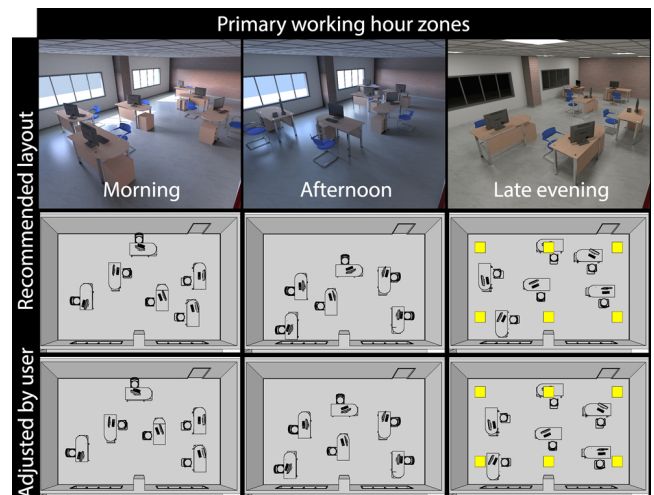 Primary working hour zones
Recommended layout
Morning
Afternoon
Late evening
Adjusted by user